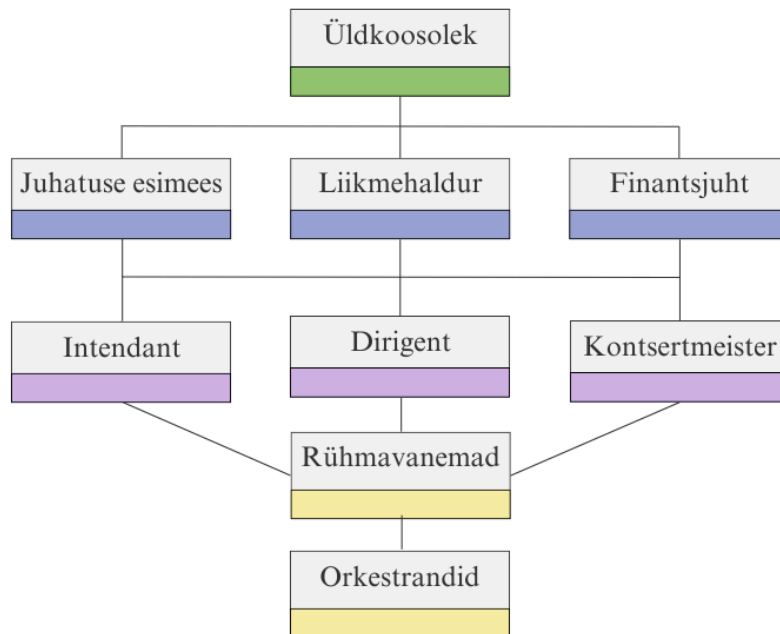 Üldkoosolek
Juhatuse esimees
Liikmehaldur
Finantsjuht
Intendant
Dirigent
Kontsertmeister
Rühmavanemad
Orkestrandid